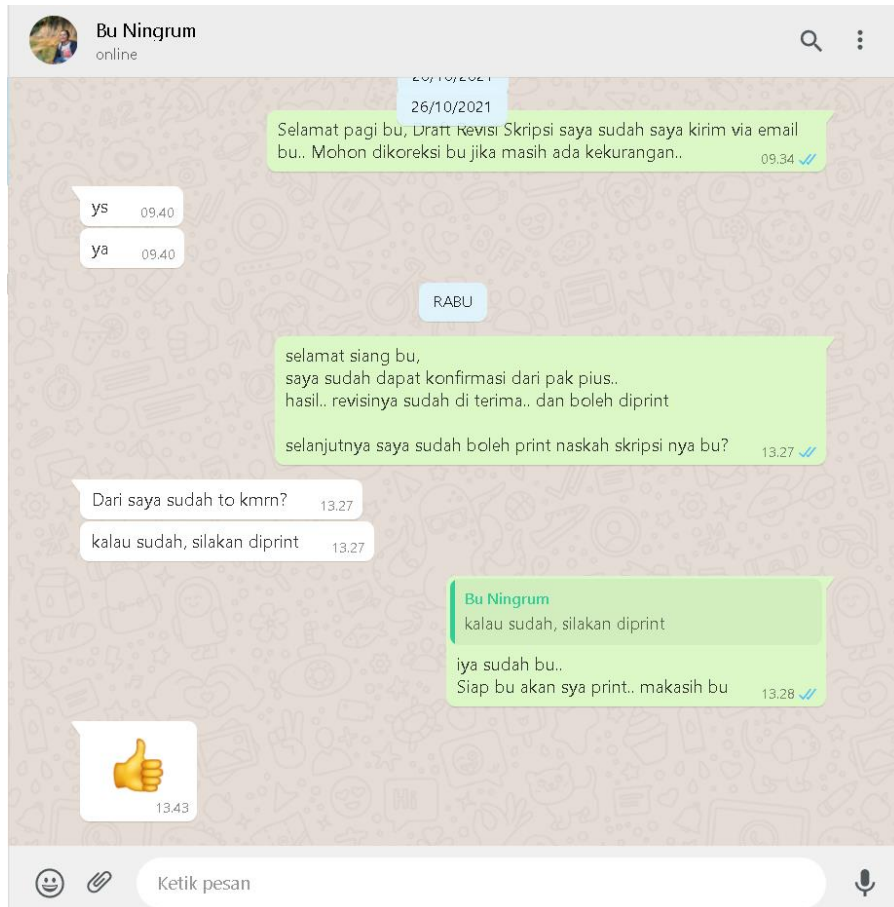 Bu Ningrum
online
26/10/2021
26/10/2021
Selamat pagi bu, Draft Revisi Skripsi saya sudah saya kirim via email
bu.. Mohon dikoreksi bu jika masih ada kekurangan..
09.34
ys
09.40
ya
09.40
RABU
selamat siang bu,
saya sudah dapat konfirmasi dari pak pius..
hasil.. revisinya sudah di terima.. dan boleh diprint
selanjutnya saya sudah boleh print naskah skripsi nya bu?
13.27
Dari saya sudah to kmrn?
13.27
kalau sudah, silakan diprint
13.27
Bu Ningrum
kalau sudah, silakan diprint
iya sudah bu..
Siap bu akan sya print.. makasih bu
13.28
13.43
Ketik pesan